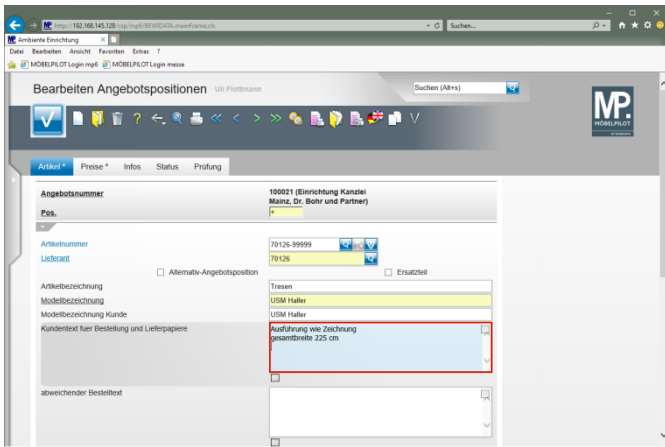 http://192.168.145.128/csp/mp6/BEWIDATA.mainFrame.cls
Suchen...
Ambiente Einrichtung
Datei Bearbeiten Ansicht Favoriten Extras ?
MÖBELPILOT Login mp6 MÖBELPILOT Login messe
Bearbeiten Angebotspositionen Uli Flottmann
Suchen (Alt+s)
MP.
MÖBELPILOT
Artikel * Preise * Infos Status Prüfung
Angebotsnummer 100021 (Einrichtung Kanzlei
Mainz, Dr. Bohr und Partner)
Pos. +
Artikelnummer 70126-99999
Lieferant 70126
Alternativ-Angebotsposition Ersatzteil
Artikelbezeichnung Tresen
Modellbezeichnung USM Haller
Modellbezeichnung Kunde USM Haller
Kundentext fuer Bestellung und Lieferpapiere Ausführung wie Zeichnung
gesamtbreite 225 cm
abweichender Bestelltext